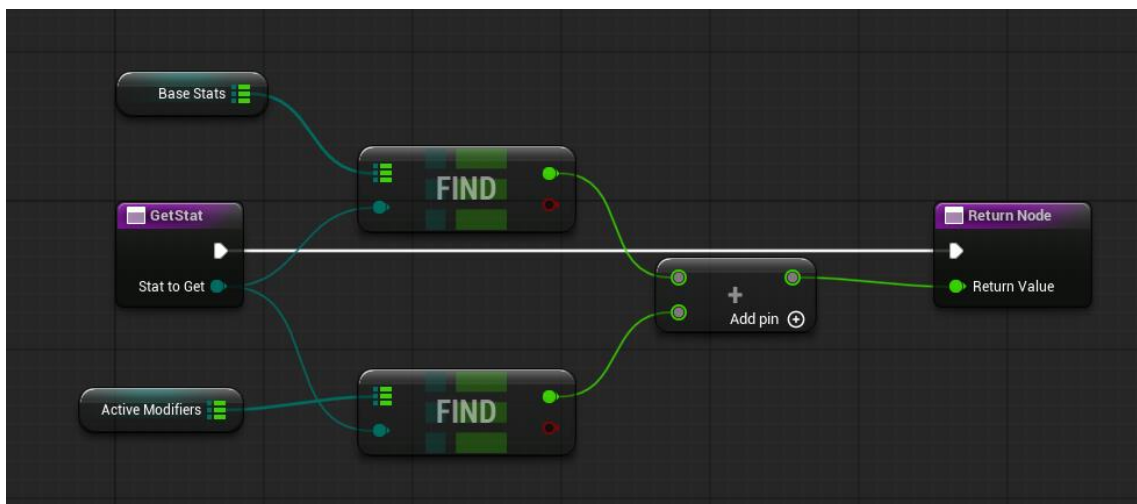 Base Stats
FIND
GetStat
Return Node
Stat to Get
+
Add pin
Return Value
Active Modifiers
FIND